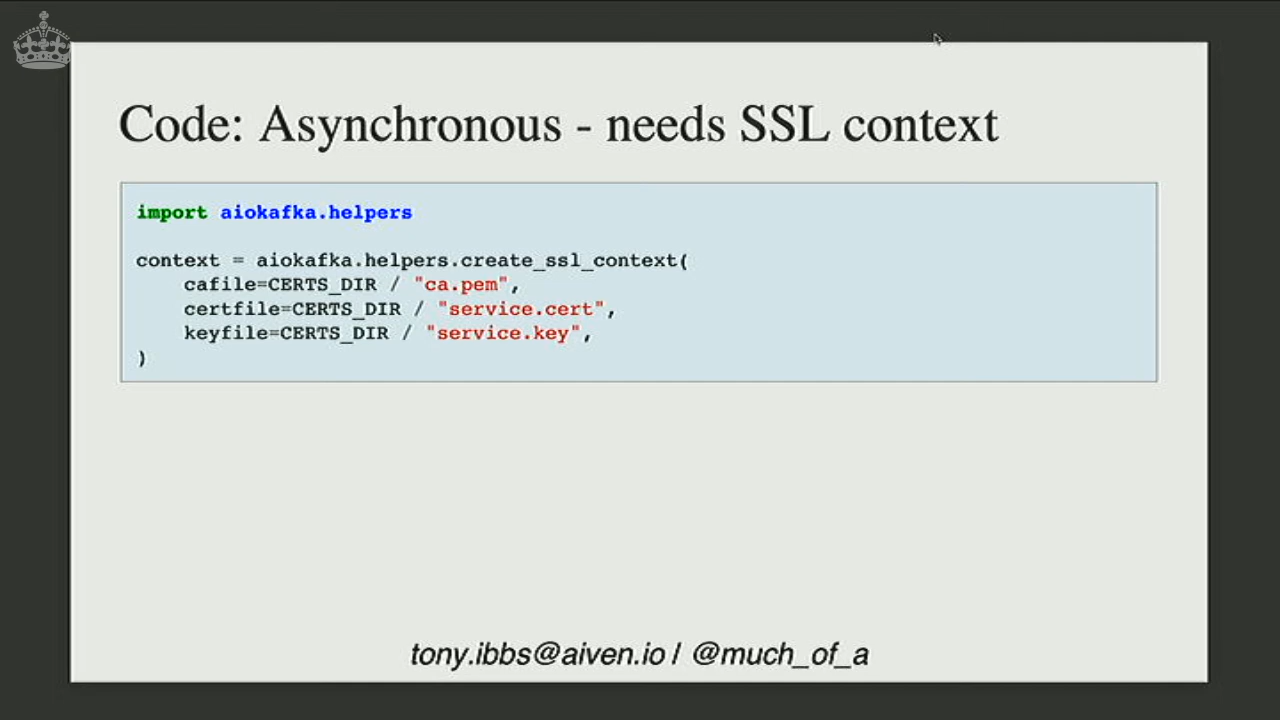 Code: Asynchronous - needs SSL context
import aiokafka.helpers
context = aiokafka.helpers.create_ssl_context(
    cafile=CERTS_DIR / "ca.pem",
    certfile=CERTS_DIR / "service.cert",
    keyfile=CERTS_DIR / "service.key",
)
tony.ibbs@aiven.io / @much_of_a